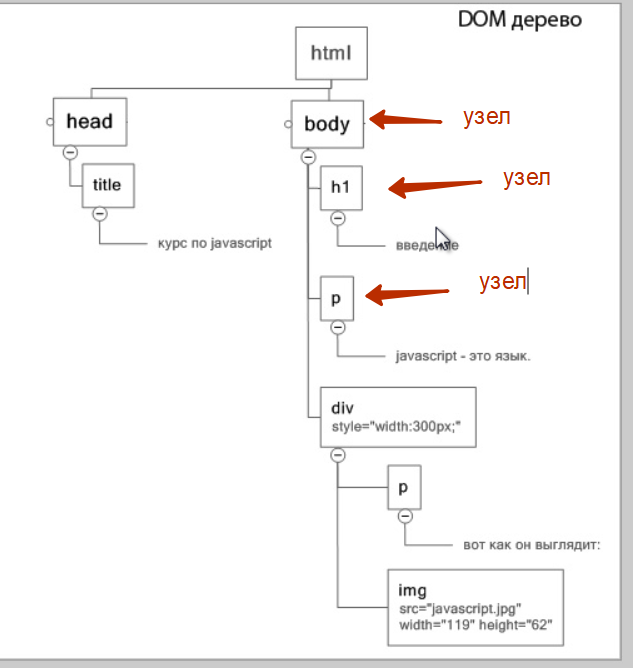 DOM дерево
html
head
body
узел
title
h1
узел
курс по javascript
введение
p
узел
javascript - это язык.
div
style="width:300px;"
p
вот как он выглядит:
img
src="javascript.jpg"
width="119" height="62"